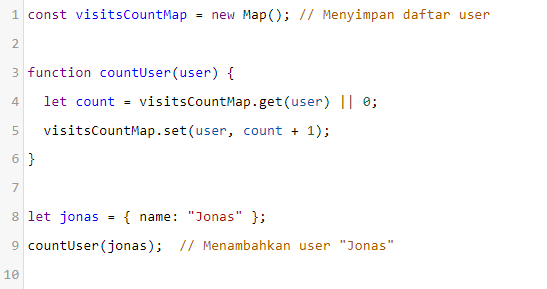 1 const visitsCountMap = new Map(); // Menyimpan daftar user
2
3 function countUser(user) {
4   let count = visitsCountMap.get(user) || 0;
5   visitsCountMap.set(user, count + 1);
6 }
7
8 let jonas = { name: "Jonas" };
9 countUser(jonas);  // Menambahkan user "Jonas"
10